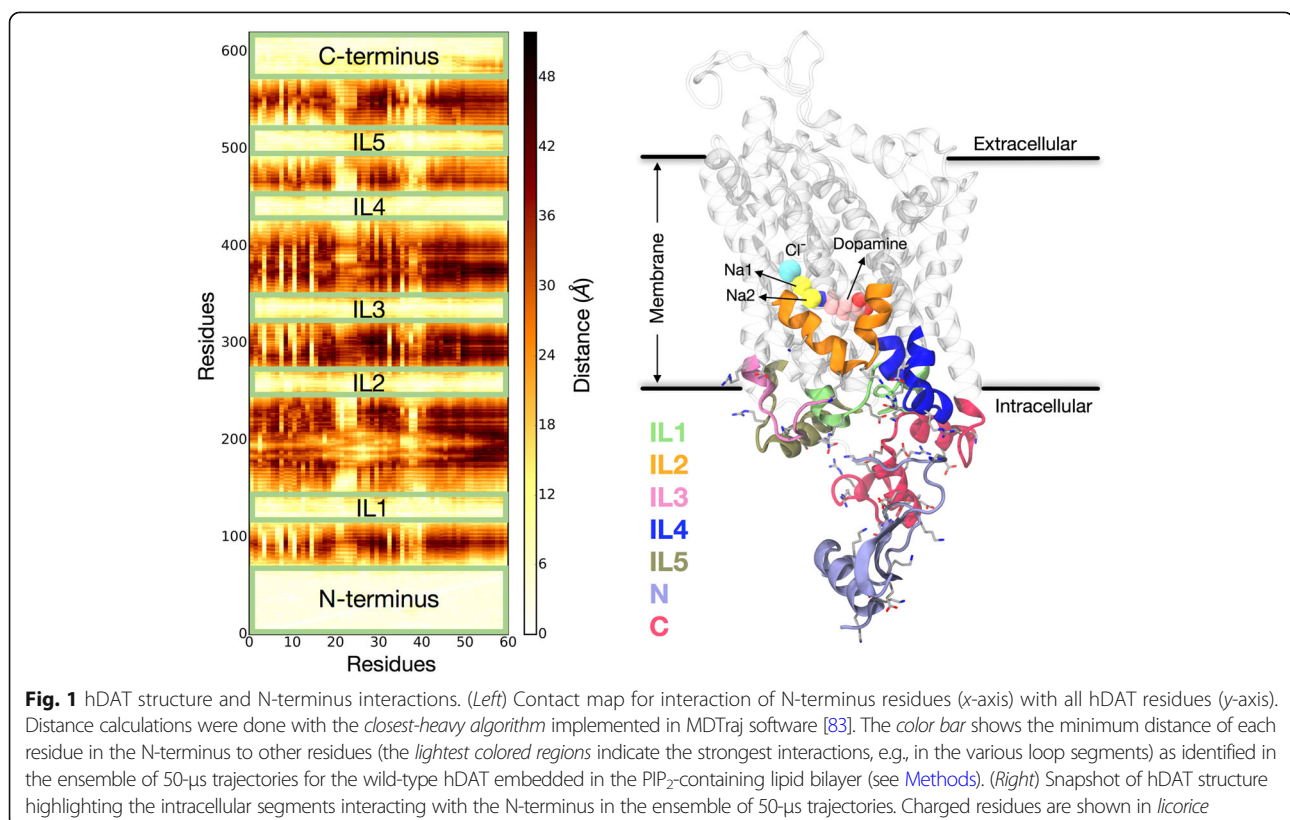 600
500
400
300
200
100
0
C-terminus
IL5
IL4
IL3
IL2
IL1
N-terminus
Residues
0 10 20 30 40 50 60
Residues
48
42
36
30
24
18
12
6
0
Distance (Å)
Extracellular
Membrane
Cl⁻
Dopamine
Na1
Na2
Intracellular
IL1
IL2
IL3
IL4
IL5
N
C
Fig. 1 hDAT structure and N-terminus interactions. (Left) Contact map for interaction of N-terminus residues (x-axis) with all hDAT residues (y-axis).
Distance calculations were done with the closest-heavy algorithm implemented in MDTraj software [83]. The color bar shows the minimum distance of each
residue in the N-terminus to other residues (the lightest colored regions indicate the strongest interactions, e.g., in the various loop segments) as identified in
the ensemble of 50-μs trajectories for the wild-type hDAT embedded in the PIP₂-containing lipid bilayer (see Methods). (Right) Snapshot of hDAT structure
highlighting the intracellular segments interacting with the N-terminus in the ensemble of 50-μs trajectories. Charged residues are shown in licorice